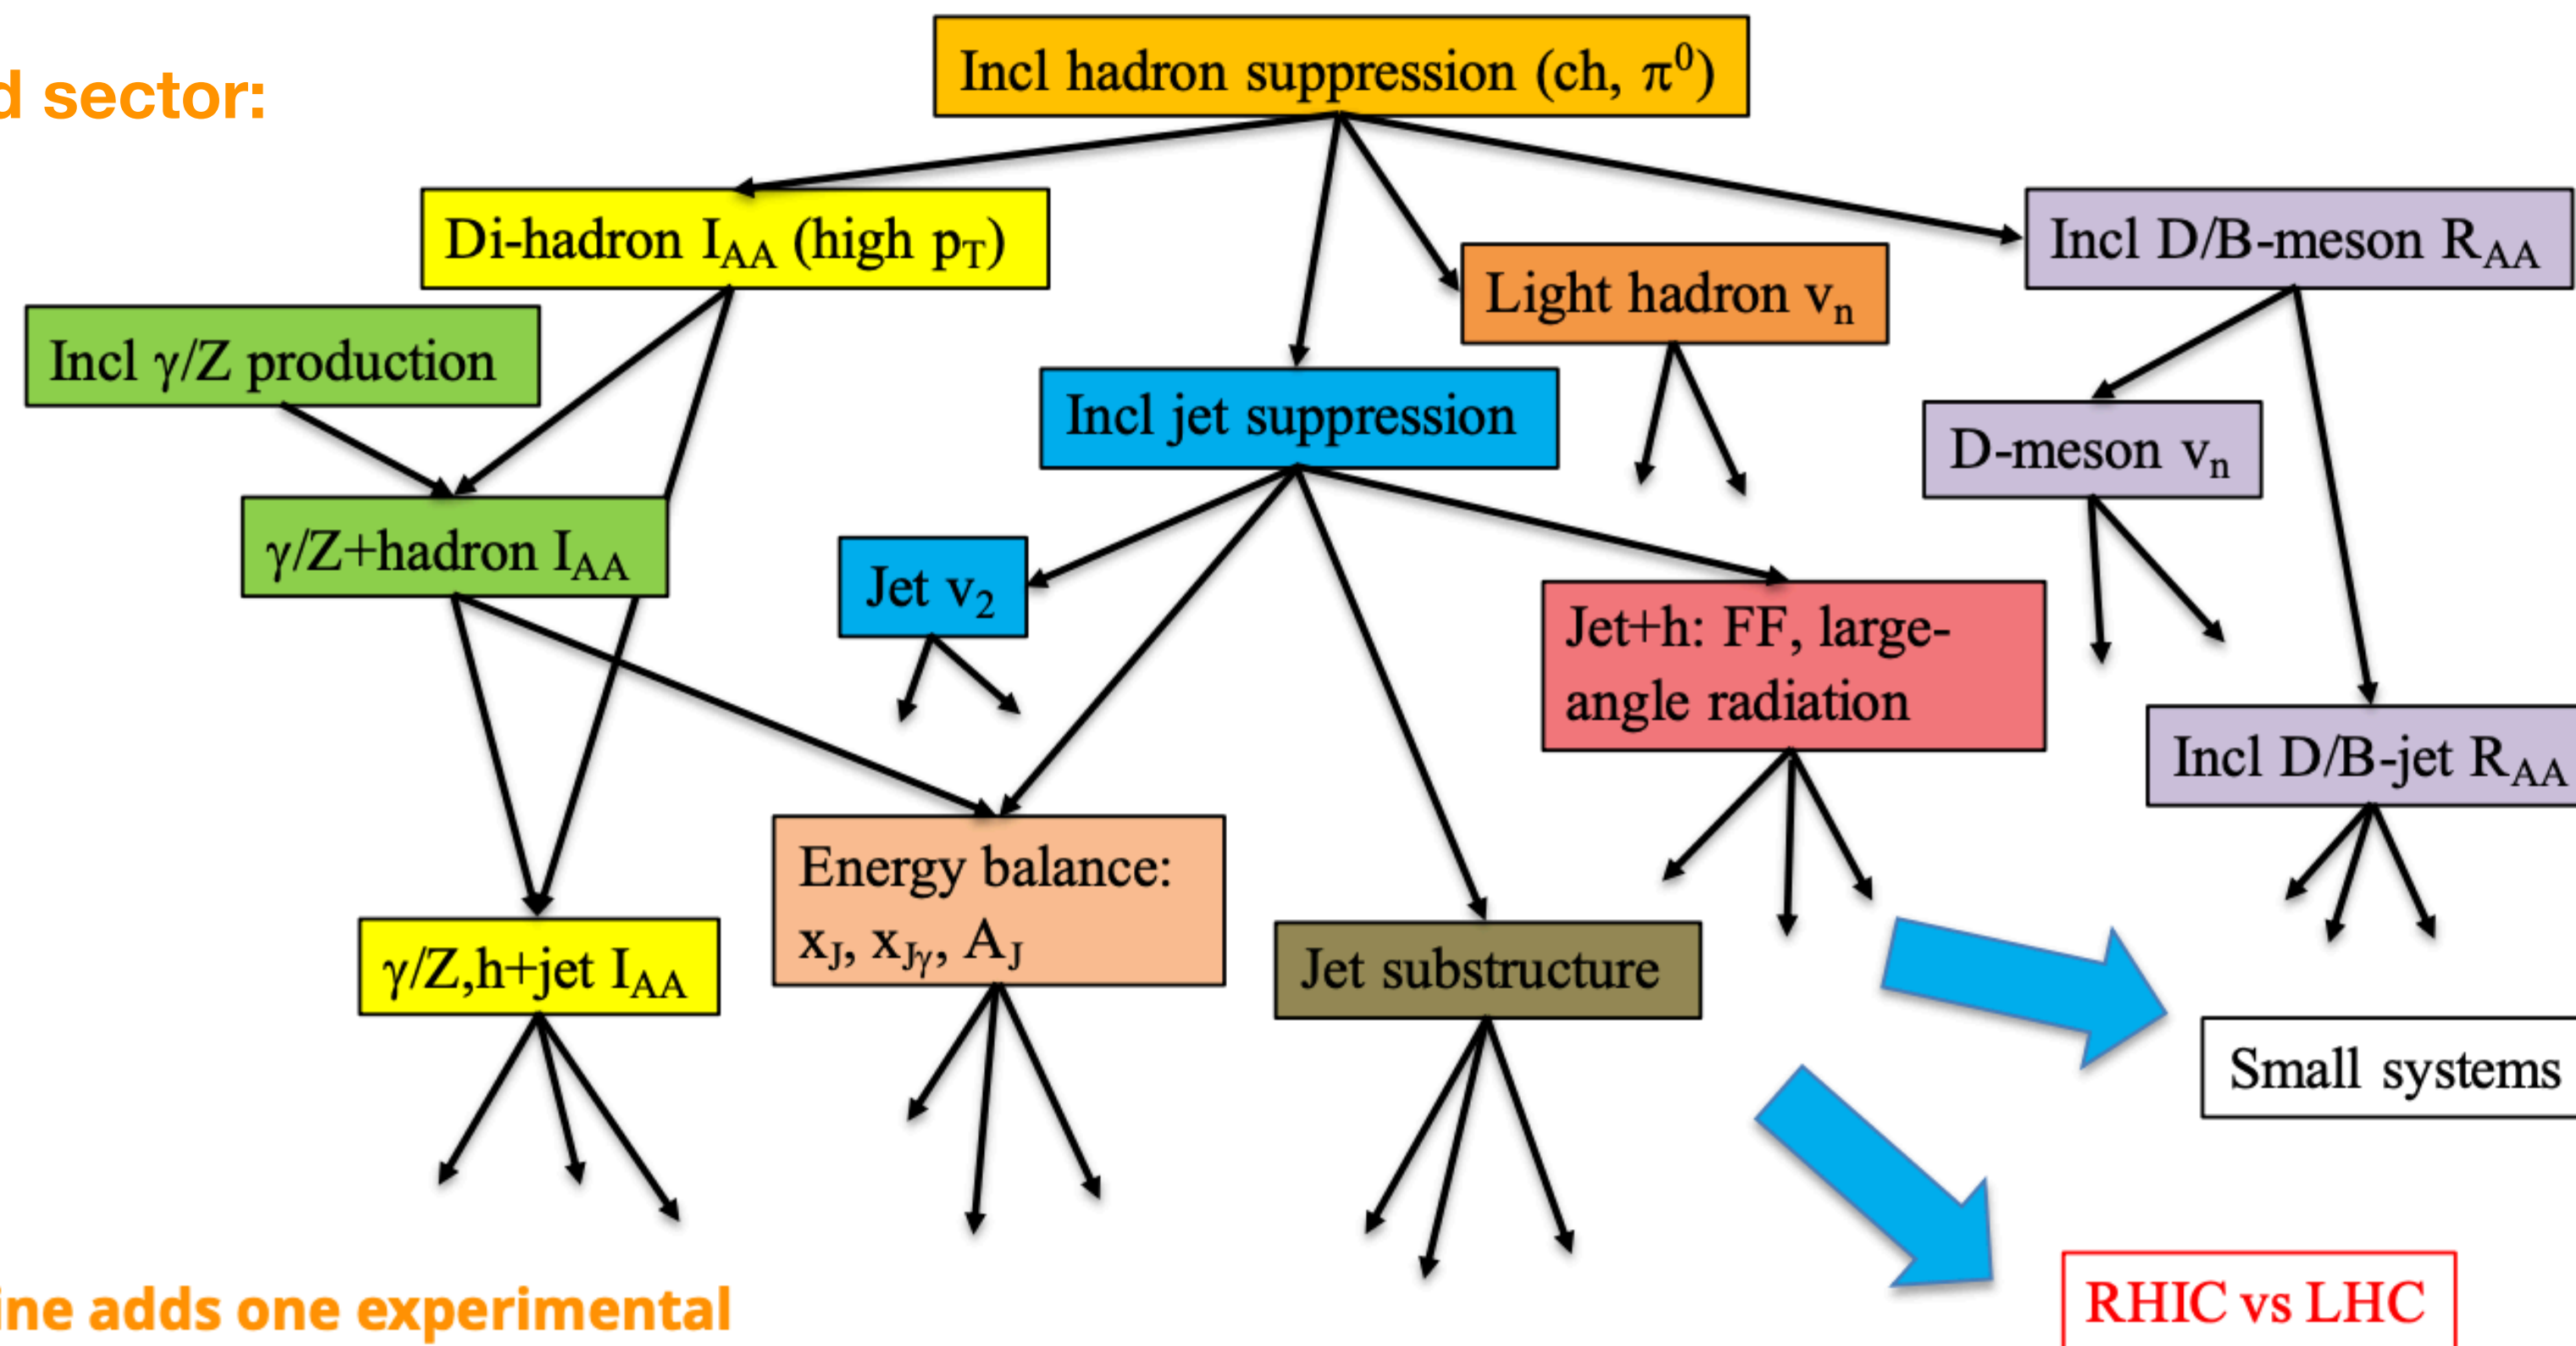 Incl hadron suppression (ch, π⁰)
d sector:
Di-hadron I_AA (high p_T)
Incl D/B-meson R_AA
Light hadron v_n
Incl γ/Z production
Incl jet suppression
D-meson v_n
γ/Z+hadron I_AA
Jet v₂
Jet+h: FF, large-
angle radiation
Incl D/B-jet R_AA
Energy balance:
x_J, x_Jγ, A_J
γ/Z,h+jet I_AA
Jet substructure
Small systems
ine adds one experimental
RHIC vs LHC